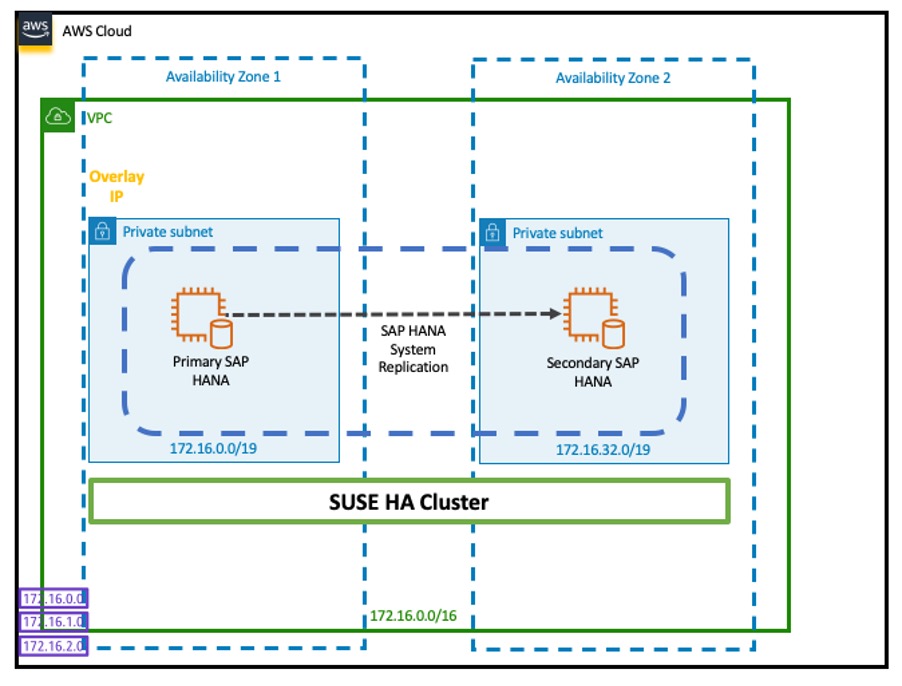 aws
AWS Cloud
Availability Zone 1
Availability Zone 2
VPC
Overlay
IP
Private subnet
Private subnet
SAP HANA
System
Replication
Primary SAP
HANA
Secondary SAP
HANA
172.16.0.0/19
172.16.32.0/19
SUSE HA Cluster
172.16.0.0
172.16.1.0
172.16.2.0
172.16.0.0/16